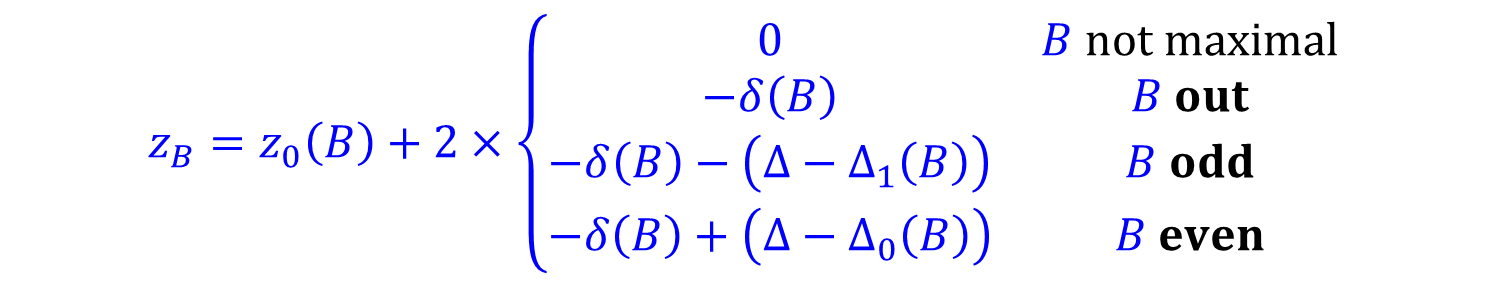 0 B not maximal
−δ(B) B out
z_B = z_0(B) + 2 × {
−δ(B) − (Δ − Δ_1(B)) B odd
−δ(B) + (Δ − Δ_0(B)) B even